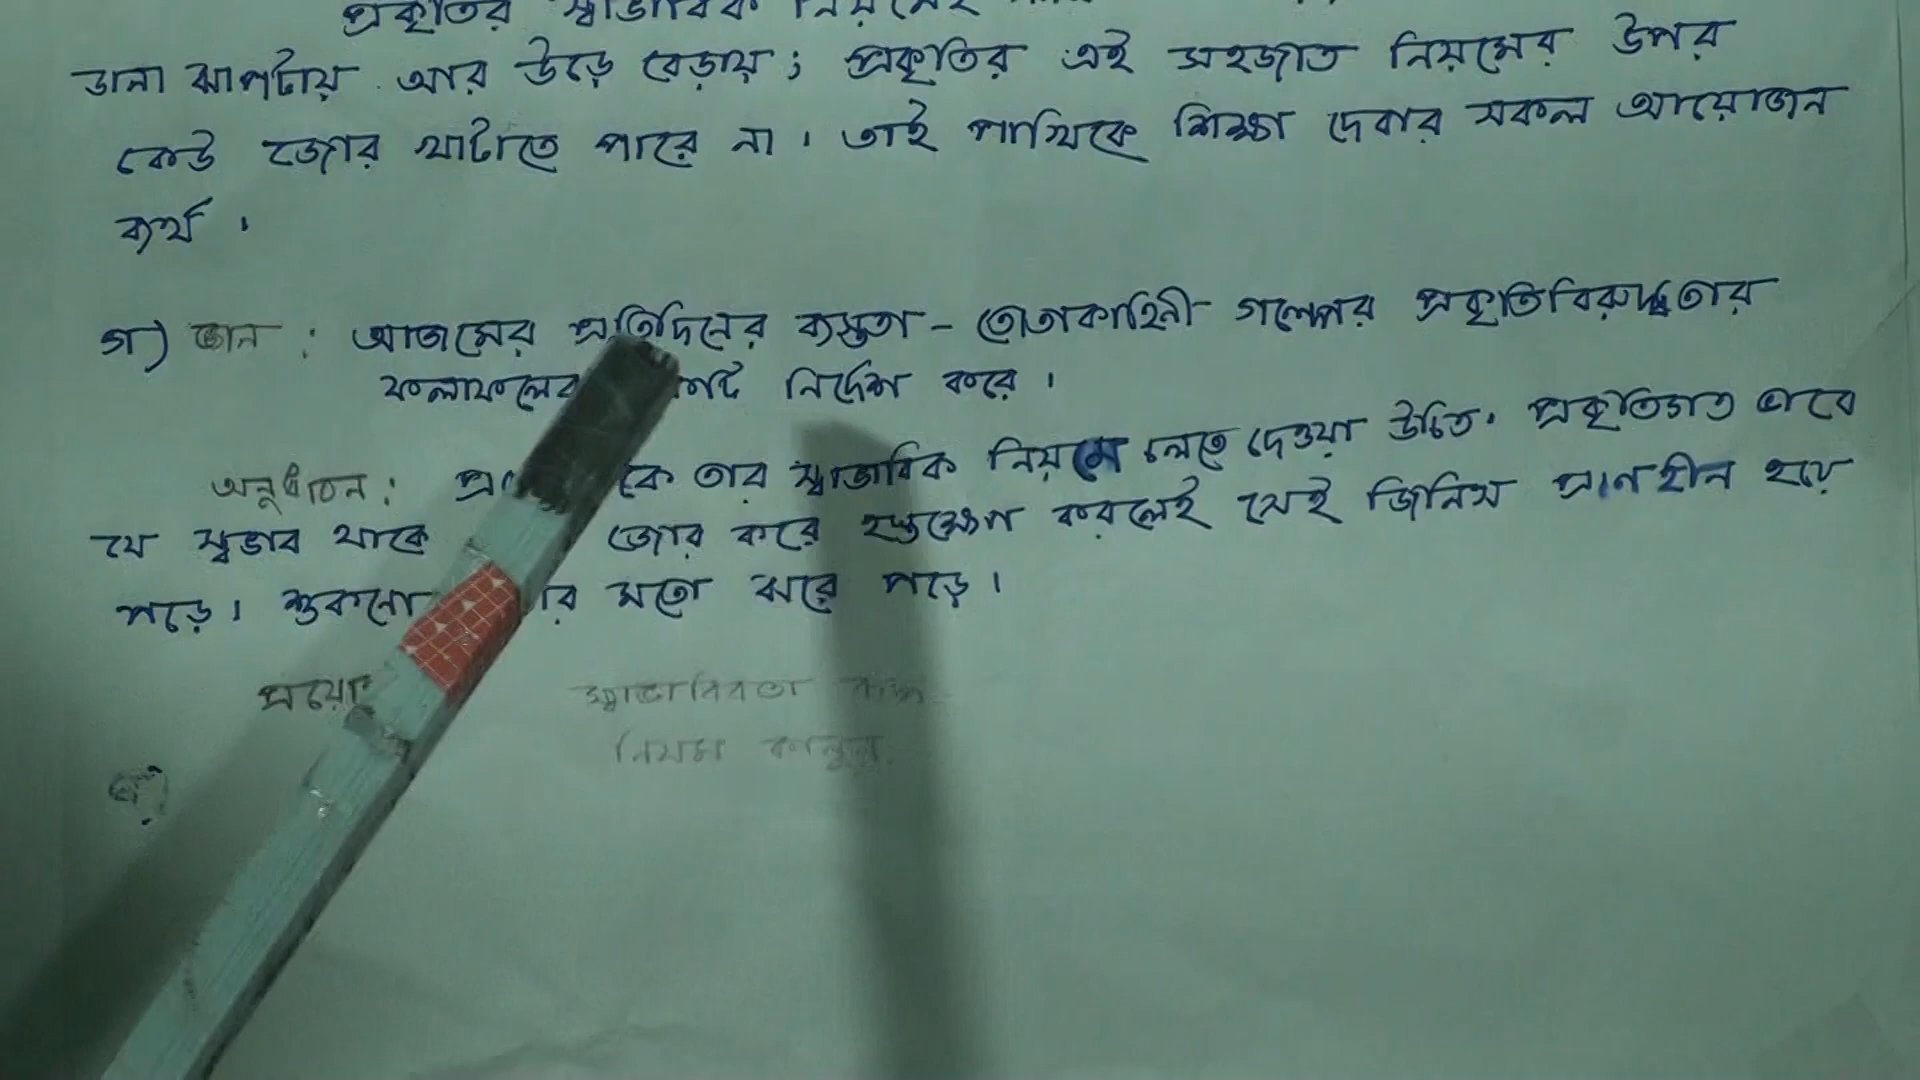 প্রকৃতির স্বাভাবিক নিয়মেই
ডানা ঝাপটায় আর উড়ে বেড়ায়; প্রকৃতির এই সহজাত নিয়মের উপর
কেউ জোর খাটাতে পারে না। তাই পাখিকে শিক্ষা দেবার সকল আয়োজন
ব্যর্থ।
গ) জ্ঞান: আজমের প্রতিদিনের ব্যস্ততা - তোতাকাহিনী গল্পের প্রকৃতিবিরুদ্ধতার
ফলাফলের নির্দেশ করে।
অনুধাবন: তার স্বাভাবিক নিয়মে চলতে দেওয়া উচিত। প্রকৃতিগত ভাবে
যে স্বভাব থাকে জোর করে হস্তক্ষেপ করলেই সেই জিনিস প্রাণহীন হয়ে
পড়ে। শুকনো মতো ঝরে পড়ে।
স্বাভাবিকতা
নিয়ম কানুন